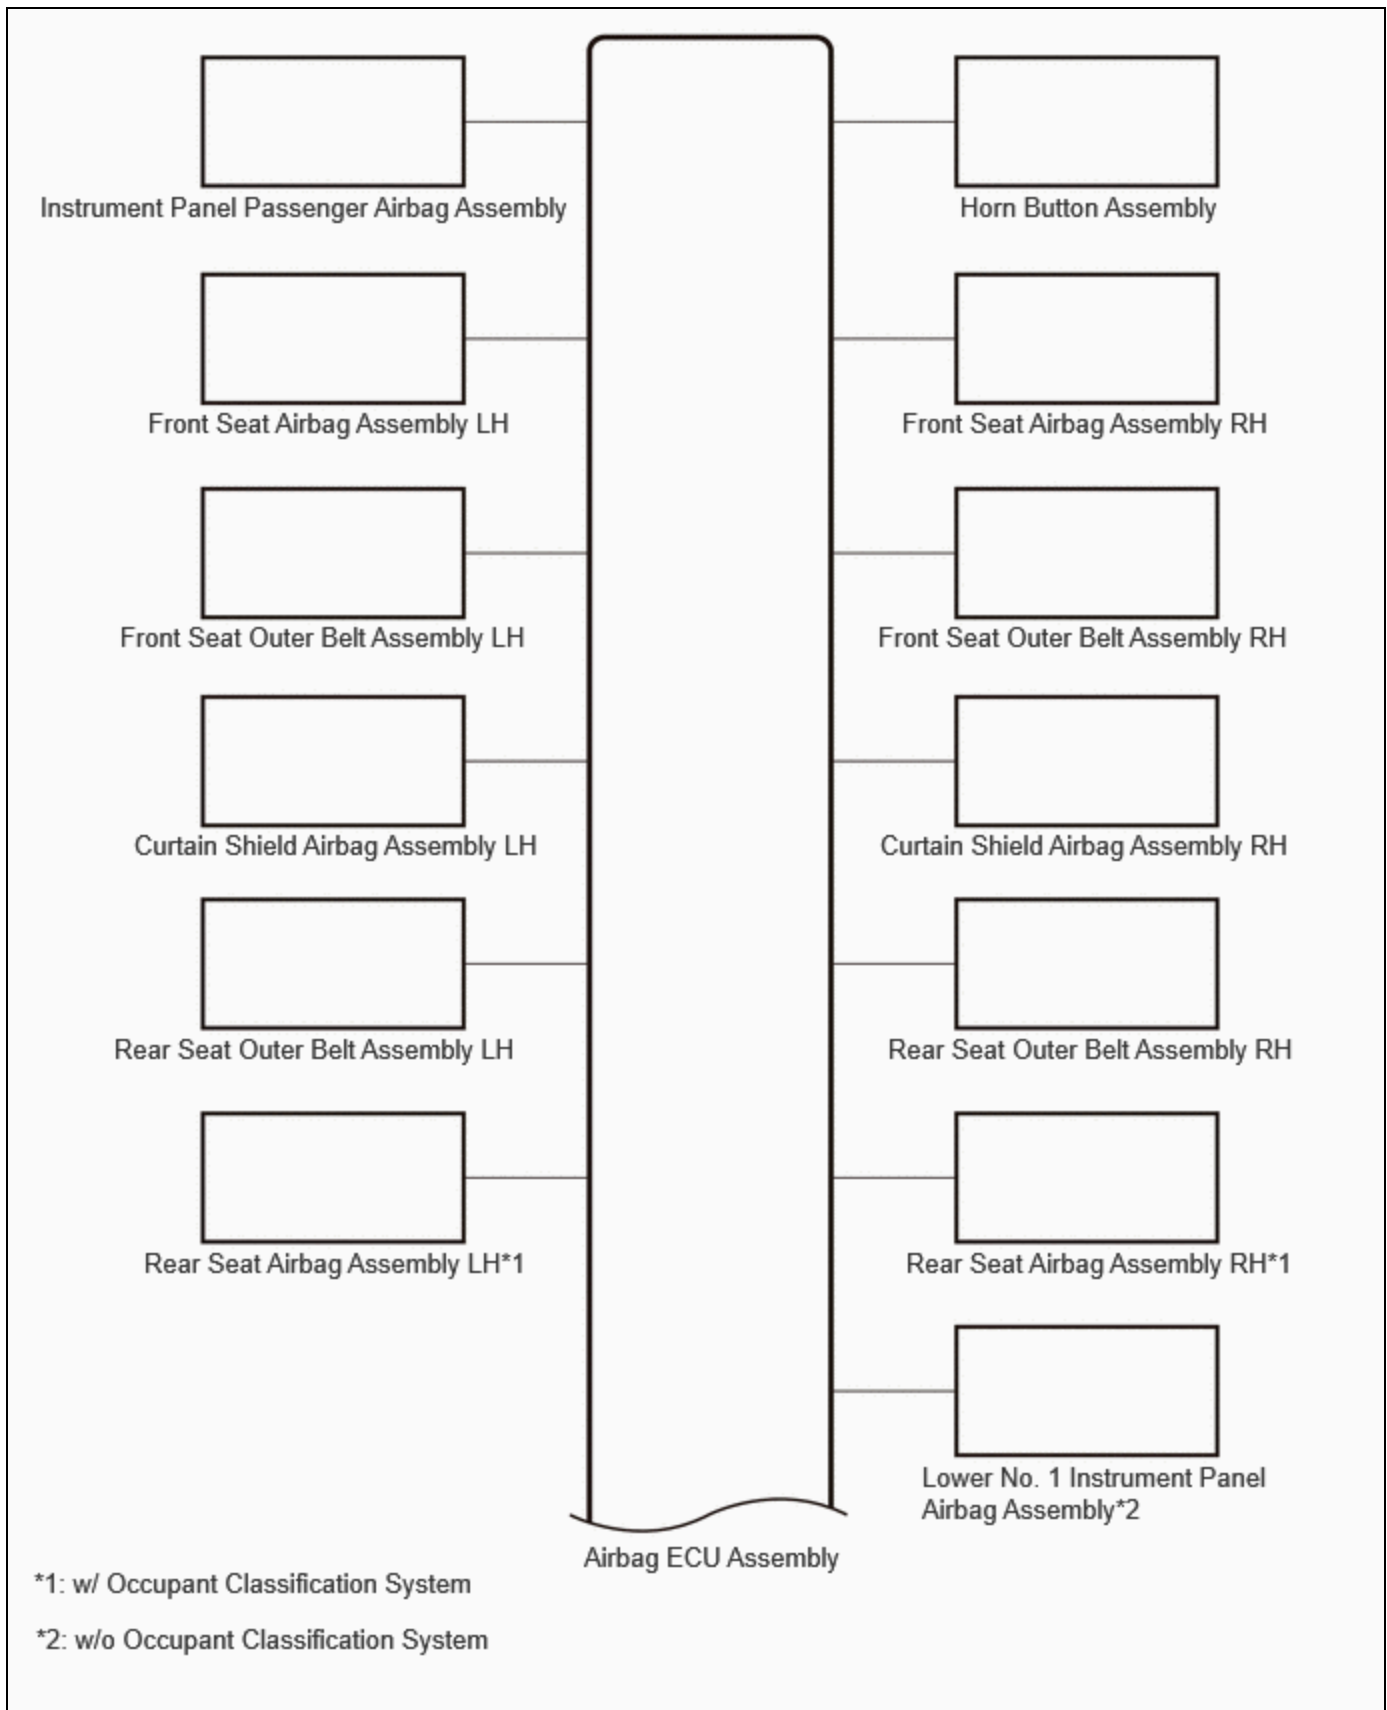 Instrument Panel Passenger Airbag Assembly
Horn Button Assembly
Front Seat Airbag Assembly LH
Front Seat Airbag Assembly RH
Front Seat Outer Belt Assembly LH
Front Seat Outer Belt Assembly RH
Curtain Shield Airbag Assembly LH
Curtain Shield Airbag Assembly RH
Rear Seat Outer Belt Assembly LH
Rear Seat Outer Belt Assembly RH
Rear Seat Airbag Assembly LH*1
Rear Seat Airbag Assembly RH*1
Lower No. 1 Instrument Panel
Airbag Assembly*2
Airbag ECU Assembly
*1: w/ Occupant Classification System
*2: w/o Occupant Classification System